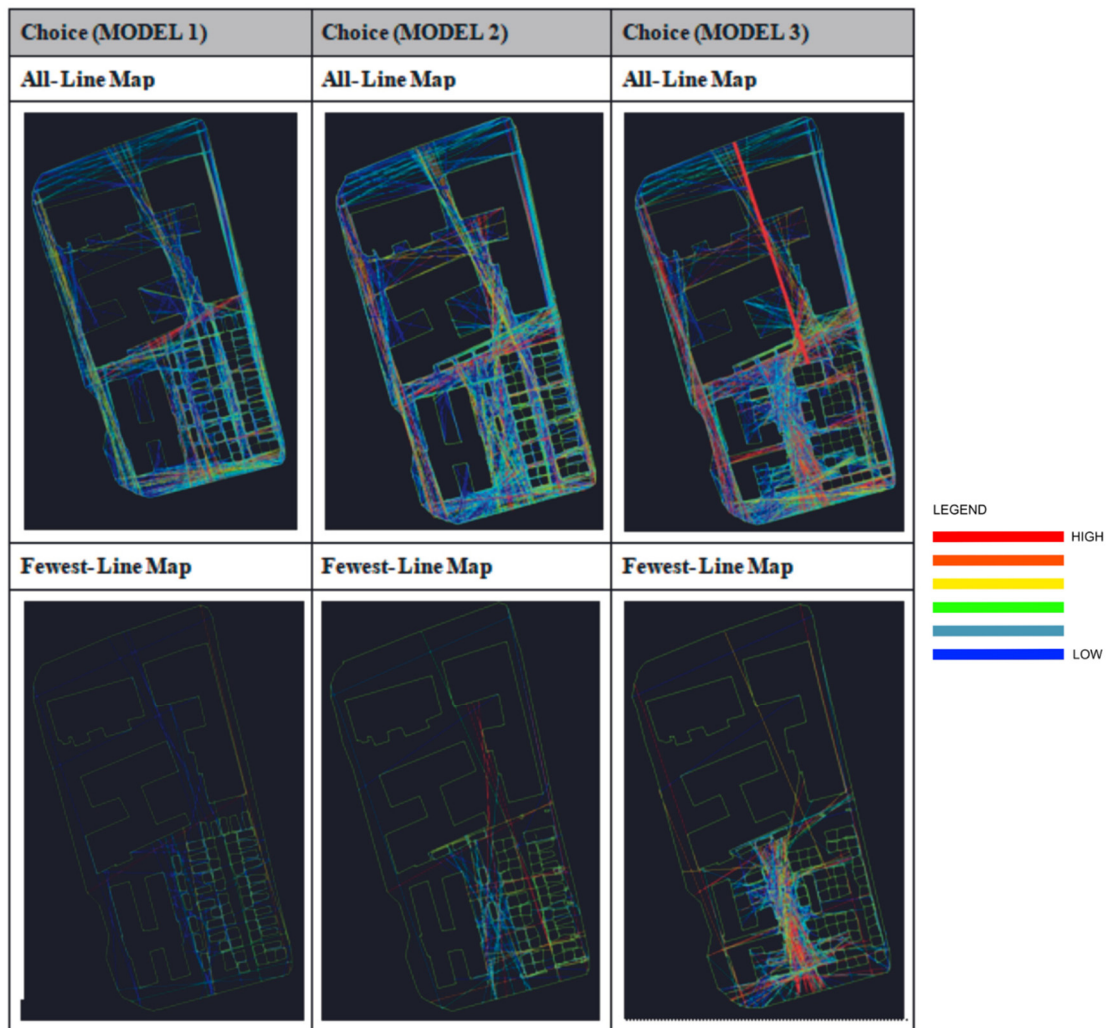 Choice (MODEL 1)
Choice (MODEL 2)
Choice (MODEL 3)
All-Line Map
All-Line Map
All-Line Map
Fewest-Line Map
Fewest-Line Map
Fewest-Line Map
LEGEND
HIGH
LOW